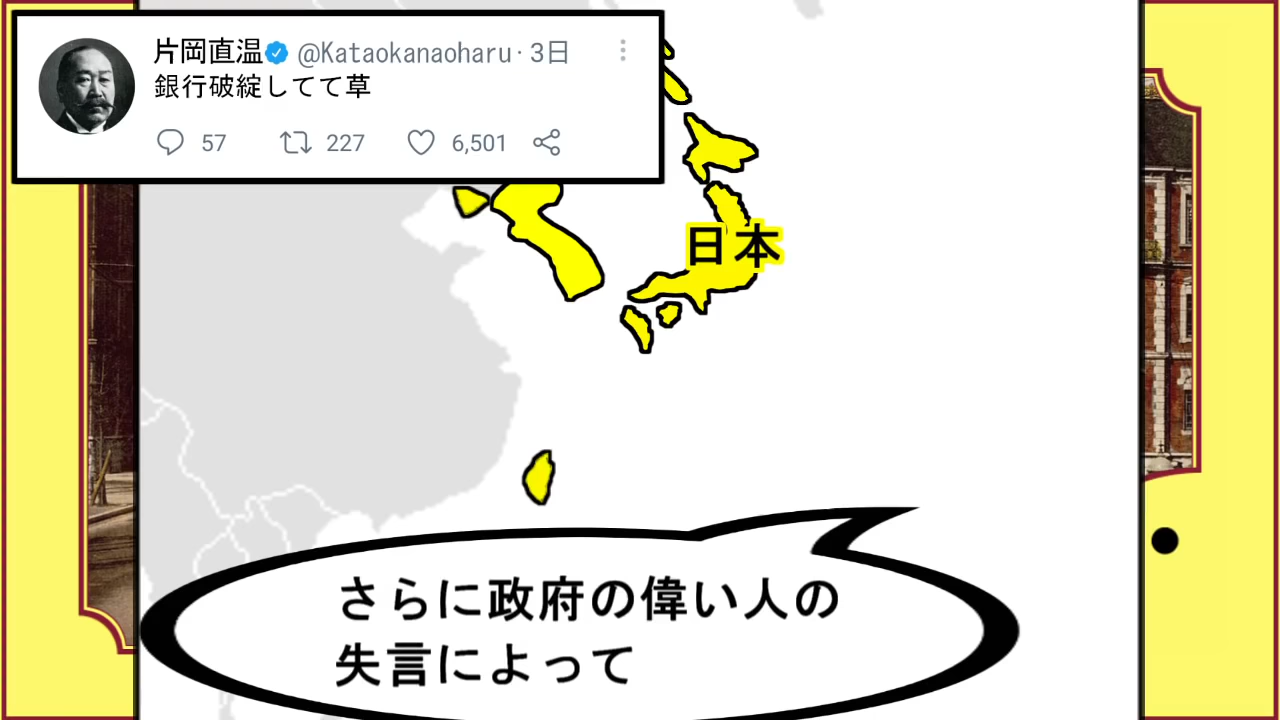 片岡直温 @Kataokanaoharu· 3日
銀行破綻してて草
57 227 6,501
日本
さらに政府の偉い人の
失言によって